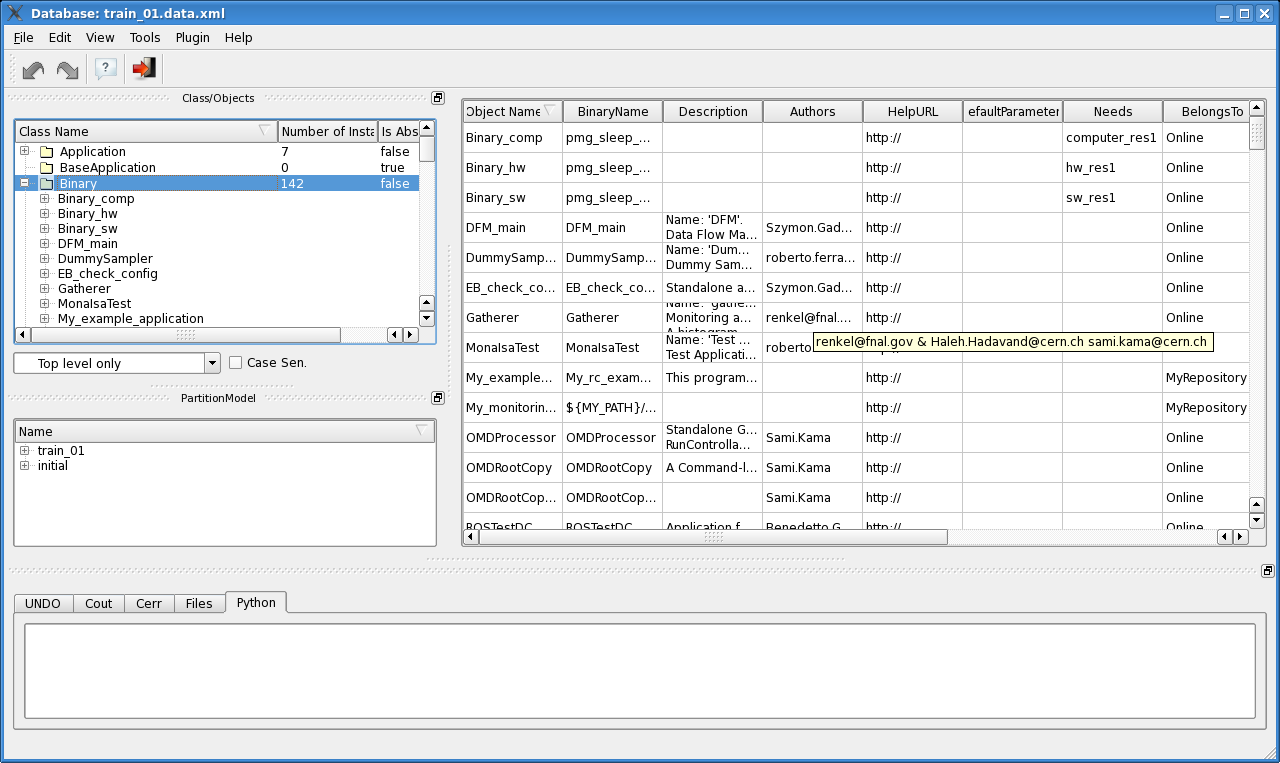 Database: train_01.data.xml
File Edit View Tools Plugin Help
Class/Objects
Class Name Number of Insta Is Abs
Application 7 false
BaseApplication 0 true
Binary 142 false
Binary_comp
Binary_hw
Binary_sw
DFM_main
DummySampler
EB_check_config
Gatherer
MonaIsaTest
My_example_application
Top level only Case Sen.
PartitionModel
Name
train_01
initial
Object Name BinaryName Description Authors HelpURL efaultParameter Needs BelongsTo
Binary_comp pmg_sleep_... http:// computer_res1 Online
Binary_hw pmg_sleep_... http:// hw_res1 Online
Binary_sw pmg_sleep_... http:// sw_res1 Online
DFM_main DFM_main Name: 'DFM'. Szymon.Gad... http:// Online
Data Flow Ma...
DummySamp... DummySamp... Name: 'Dum... roberto.ferra... http:// Online
Dummy Sam...
EB_check_co... EB_check_co... Standalone a... Szymon.Gad... http:// Online
Name: 'gathe...
Gatherer Gatherer Monitoring a... renkel@fnal.... http:// Online
A histogram
renkel@fnal.gov & Haleh.Hadavand@cern.ch sami.kama@cern.ch
MonaIsaTest MonaIsaTest Name: 'Test ... roberto Online
Test Applicati...
My_example... My_rc_exam... This program... http:// MyRepository
My_monitorin... ${MY_PATH}/... http:// MyRepository
OMDProcessor OMDProcessor Standalone G... Sami.Kama http:// Online
RunControlla...
OMDRootCopy OMDRootCopy A Command-l... Sami.Kama http:// Online
OMDRootCop... OMDRootCop... Sami.Kama http:// Online
ROSTestDC ROSTestDC Application f Benedetto G http:// Online
UNDO Cout Cerr Files Python